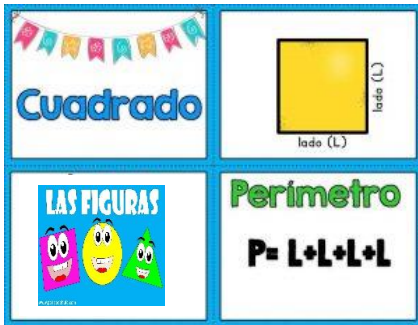 Cuadrado
lado (L)
lado (L)
LAS FIGURAS
Perímetro
P= L+L+L+L